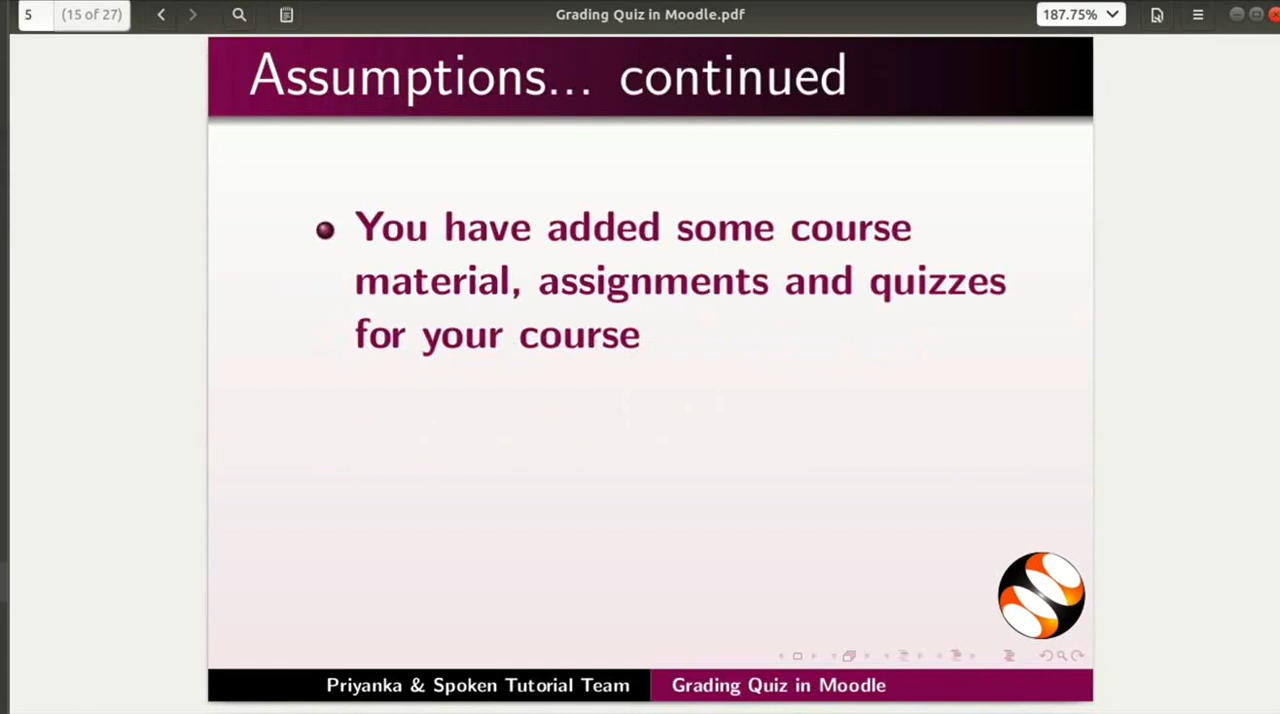 5 (15 of 27) Grading Quiz in Moodle.pdf 187.75%
Assumptions... continued
You have added some course
material, assignments and quizzes
for your course
Priyanka & Spoken Tutorial Team Grading Quiz in Moodle